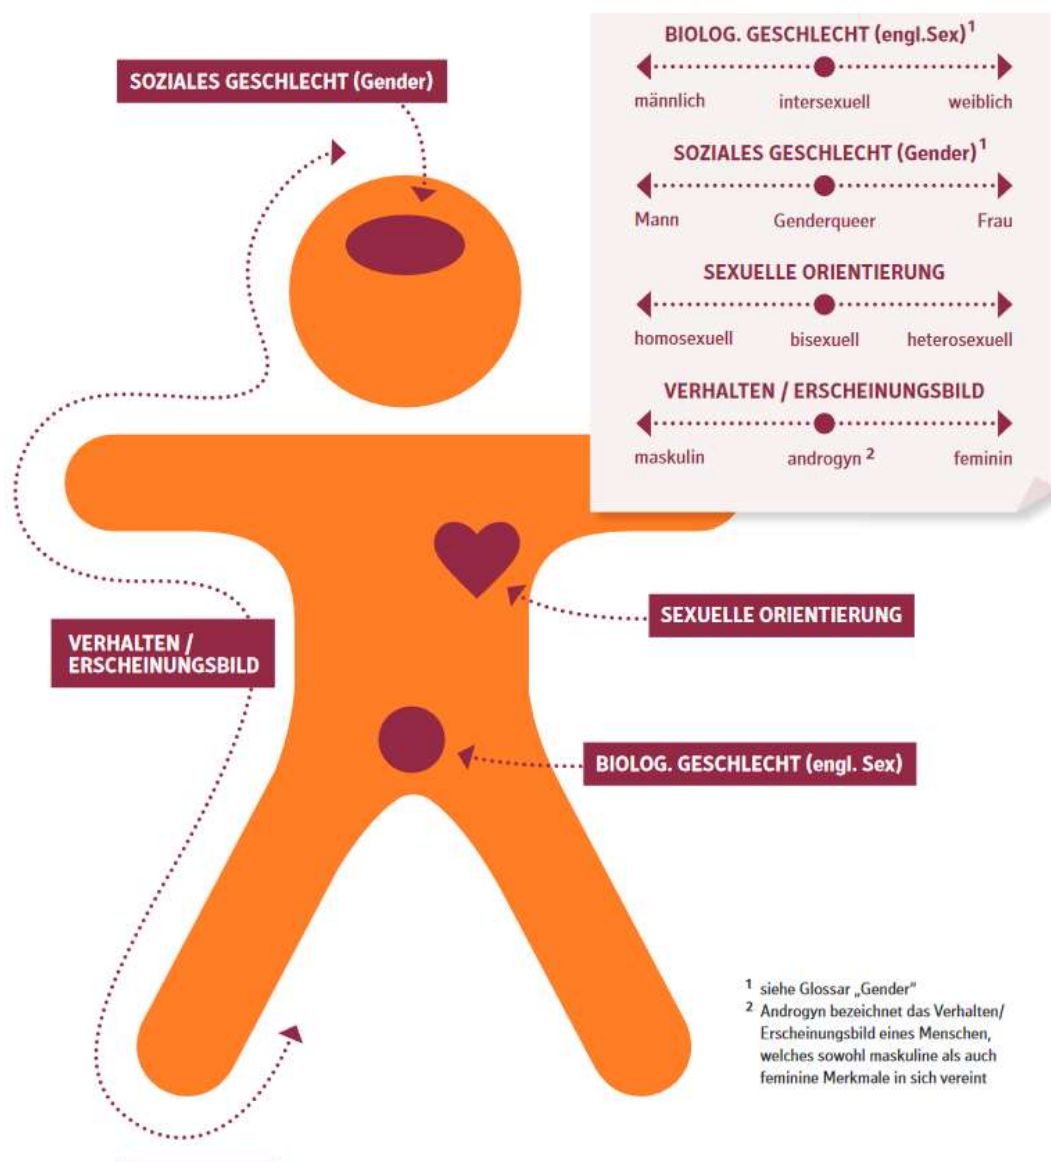 SOZIALES GESCHLECHT (Gender)
BIOLOG. GESCHLECHT (engl.Sex)¹
männlich intersexuell weiblich
SOZIALES GESCHLECHT (Gender)¹
Mann Genderqueer Frau
SEXUELLE ORIENTIERUNG
homosexuell bisexuell heterosexuell
VERHALTEN / ERSCHEINUNGSBILD
maskulin androgyn ² feminin
SEXUELLE ORIENTIERUNG
VERHALTEN /
ERSCHEINUNGSBILD
BIOLOG. GESCHLECHT (engl. Sex)
¹ siehe Glossar „Gender“
² Androgyn bezeichnet das Verhalten/
Erscheinungsbild eines Menschen,
welches sowohl maskuline als auch
feminine Merkmale in sich vereint